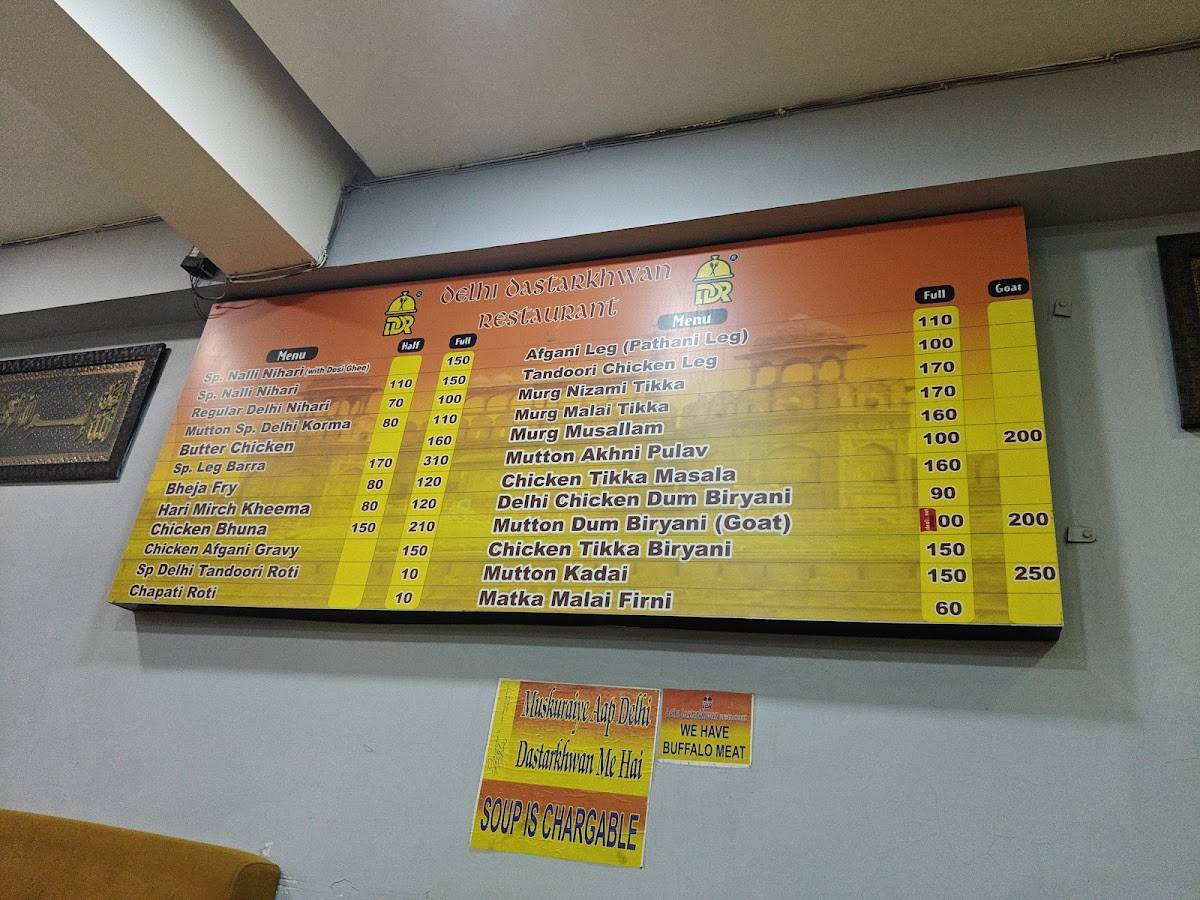 Delhi Dastarkhwan
Restaurant
DDR ®
DDR ®
Menu Half Full
Sp. Nalli Nihari (with Desi Ghee) 150
Sp. Nalli Nihari 110 150
Regular Delhi Nihari 70 100
Mutton Sp. Delhi Korma 80 110
Butter Chicken 160
Sp. Leg Barra 170 310
Bheja Fry 80 120
Hari Mirch Kheema 80 120
Chicken Bhuna 150 210
Chicken Afgani Gravy 150
Sp Delhi Tandoori Roti 10
Chapati Roti 10
Menu Full Goat
Afgani Leg (Pathani Leg) 110
Tandoori Chicken Leg 100
Murg Nizami Tikka 170
Murg Malai Tikka 170
Murg Musallam 160
Mutton Akhni Pulav 100 200
Chicken Tikka Masala 160
Delhi Chicken Dum Biryani 90
Mutton Dum Biryani (Goat) 00 200
Chicken Tikka Biryani 150
Mutton Kadai 150 250
Matka Malai Firni 60
Muskuraiye Aap Delhi
Dastarkhwan Me Hai
SOUP IS CHARGABLE
WE HAVE
BUFFALO MEAT